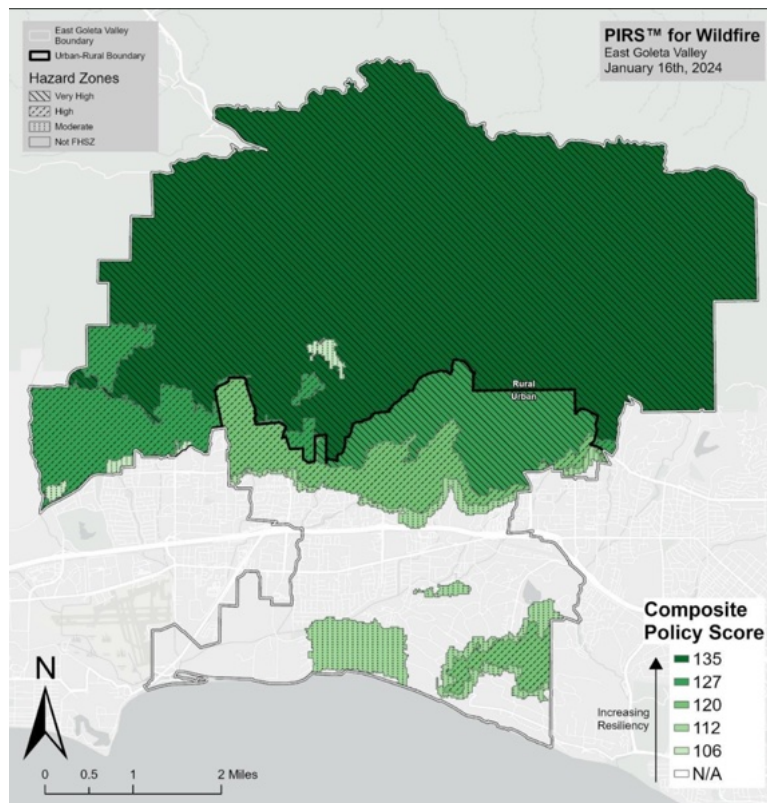 East Goleta Valley
Boundary
Urban-Rural Boundary
Hazard Zones
Very High
High
Moderate
Not FHSZ
PIRS™ for Wildfire
East Goleta Valley
January 16th, 2024
Rural
Urban
N
0 0.5 1 2 Miles
Composite
Policy Score
135
127
120
112
106
N/A
Increasing
Resiliency